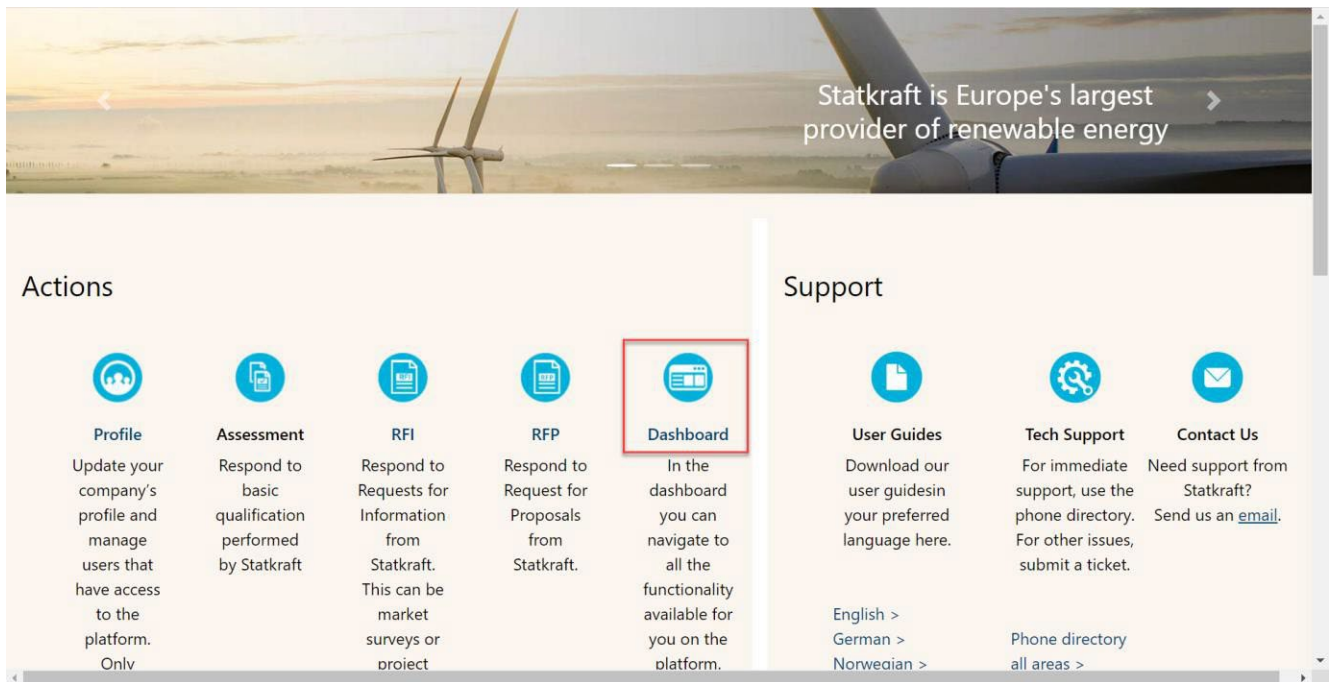 Statkraft is Europe's largest
provider of renewable energy
Actions
Profile
Update your
company's
profile and
manage
users that
have access
to the
platform.
Only
Assessment
Respond to
basic
qualification
performed
by Statkraft
RFI
Respond to
Requests for
Information
from
Statkraft.
This can be
market
surveys or
project
RFP
Respond to
Request for
Proposals
from
Statkraft.
Dashboard
In the
dashboard
you can
navigate to
all the
functionality
available for
you on the
platform.
Support
User Guides
Download our
user guidesin
your preferred
language here.
English >
German >
Norwegian >
Tech Support
For immediate
support, use the
phone directory.
For other issues,
submit a ticket.
Phone directory
all areas >
Contact Us
Need support from
Statkraft?
Send us an email.